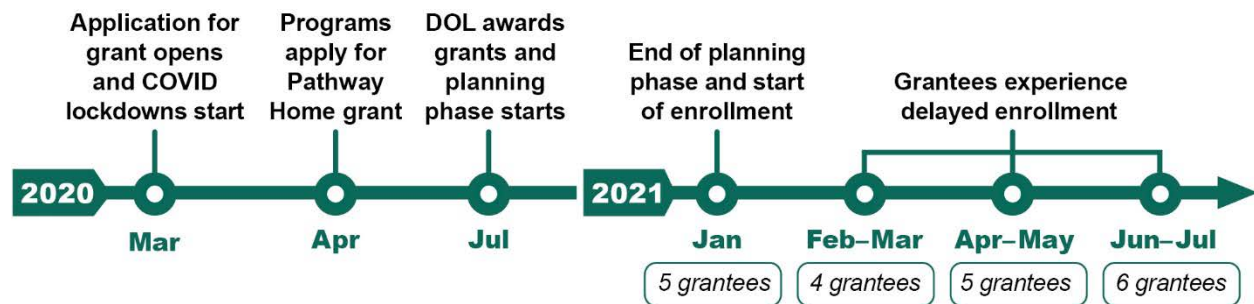 Application for
grant opens
and COVID
lockdowns start
Programs
apply for
Pathway
Home grant
DOL awards
grants and
planning
phase starts
End of planning
phase and start
of enrollment
Grantees experience
delayed enrollment
2020
2021
Mar
Apr
Jul
Jan
Feb–Mar
Apr–May
Jun–Jul
5 grantees
4 grantees
5 grantees
6 grantees